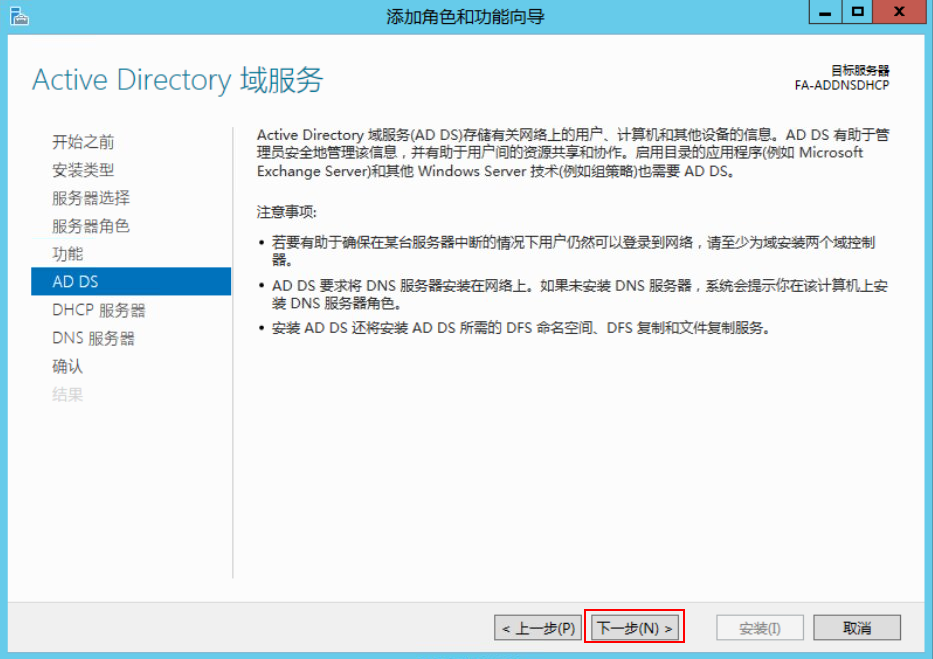 添加角色和功能向导
Active Directory 域服务
目标服务器
FA-ADDNSDHCP
开始之前
安装类型
服务器选择
服务器角色
功能
AD DS
DHCP 服务器
DNS 服务器
确认
结果
Active Directory 域服务(AD DS)存储有关网络上的用户、计算机和其他设备的信息。AD DS 有助于管
理员安全地管理该信息，并有助于用户间的资源共享和协作。启用目录的应用程序(例如 Microsoft
Exchange Server)和其他 Windows Server 技术(例如组策略)也需要 AD DS。
注意事项:
• 若要有助于确保在某台服务器中断的情况下用户仍然可以登录到网络，请至少为域安装两个域控制
器。
• AD DS 要求将 DNS 服务器安装在网络上。如果未安装 DNS 服务器，系统会提示你在该计算机上安
装 DNS 服务器角色。
• 安装 AD DS 还将安装 AD DS 所需的 DFS 命名空间、DFS 复制和文件复制服务。
< 上一步(P)
下一步(N) >
安装(I)
取消